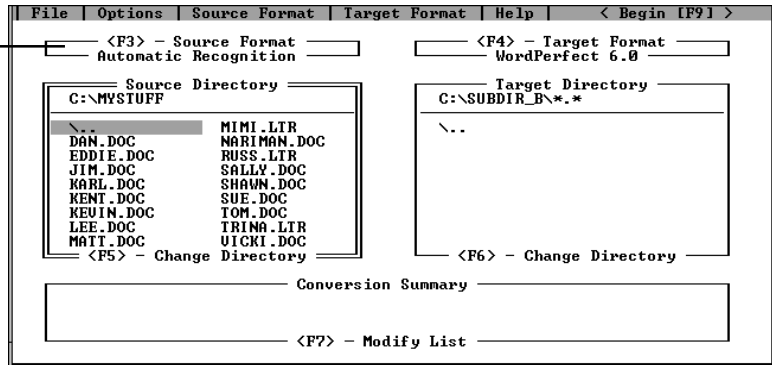 File | Options | Source Format | Target Format | Help | < Begin [F9] >
<F3> - Source Format
Automatic Recognition
<F4> - Target Format
WordPerfect 6.0
Source Directory
C:\MYSTUFF
\..
DAN.DOC
EDDIE.DOC
JIM.DOC
KARL.DOC
KENT.DOC
KEVIN.DOC
LEE.DOC
MATT.DOC
MIMI.LTR
NARIMAN.DOC
RUSS.LTR
SALLY.DOC
SHAWN.DOC
SUE.DOC
TOM.DOC
TRINA.LTR
VICKI.DOC
<F5> - Change Directory
Target Directory
C:\SUBDIR_B\*.*
\..
<F6> - Change Directory
Conversion Summary
<F7> - Modify List